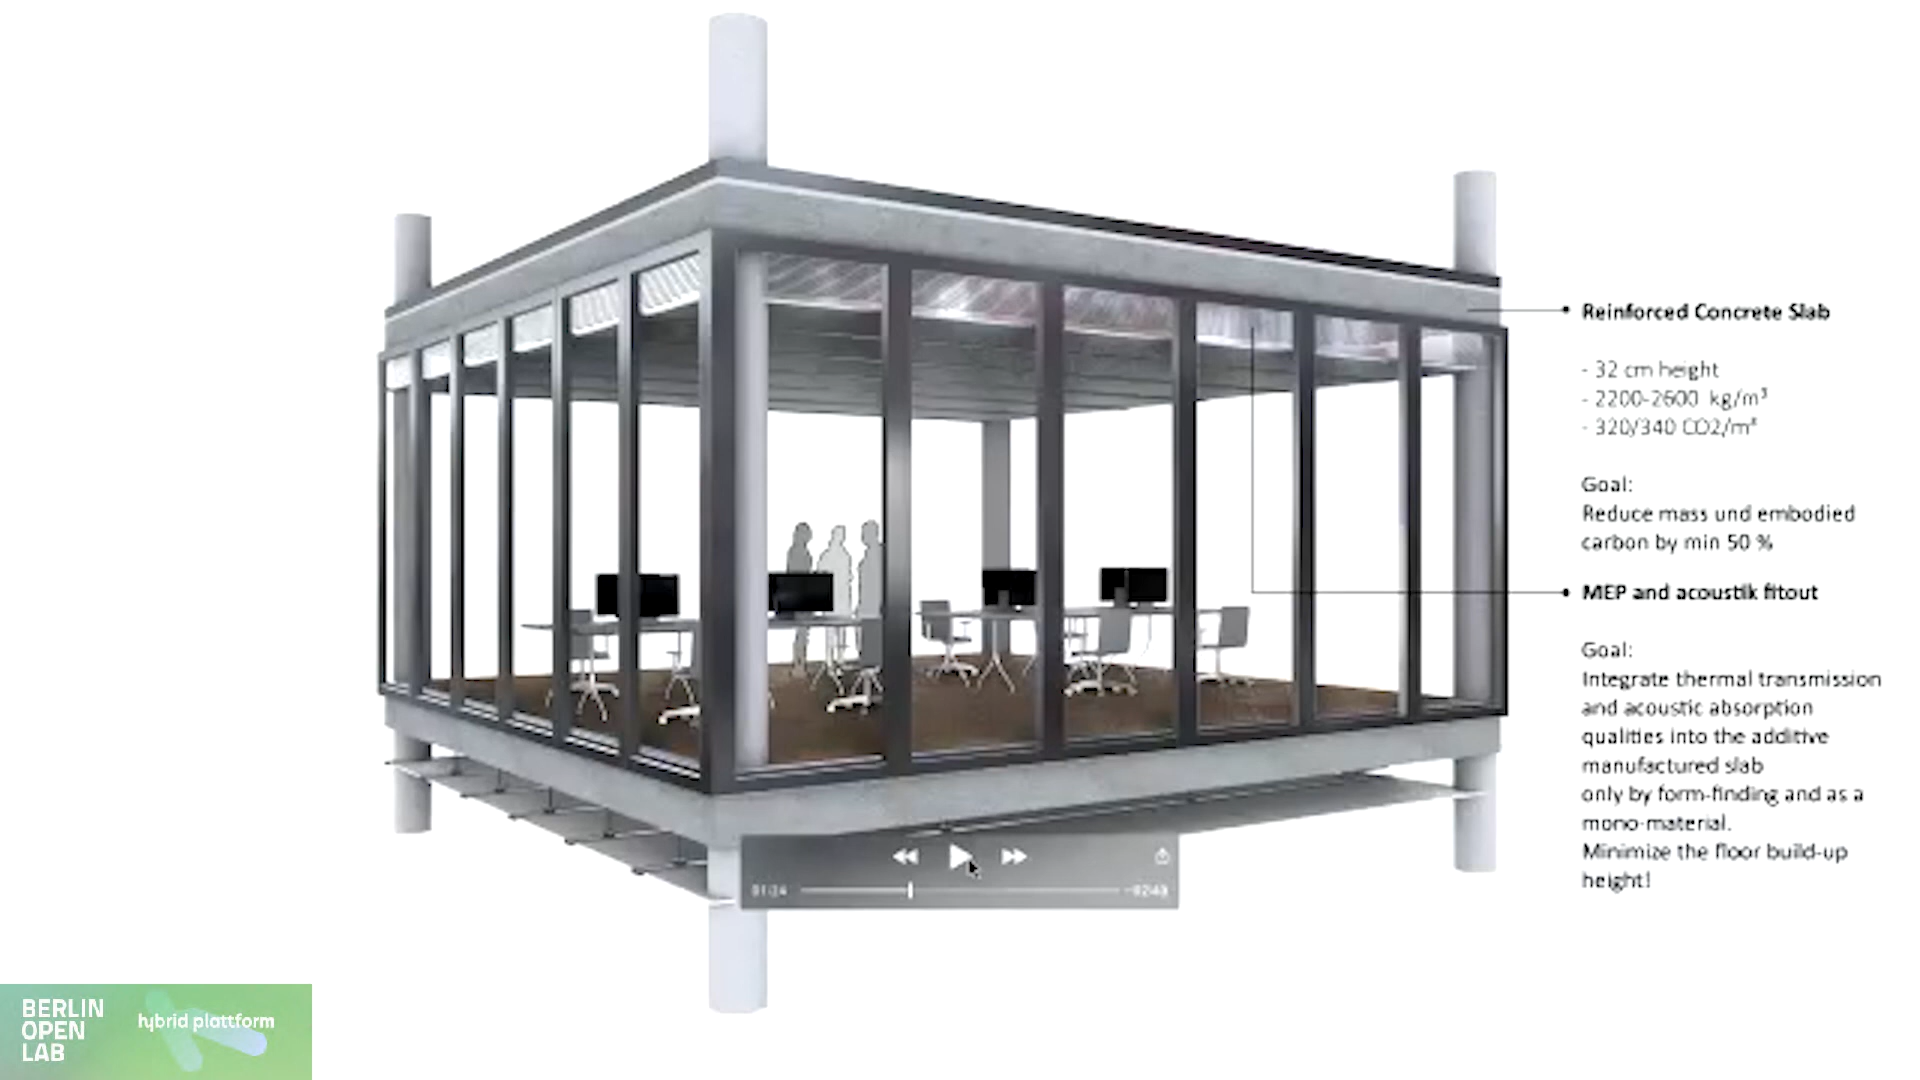 Reinforced Concrete Slab
- 32 cm height
- 2200-2600 kg/m³
- 320/340 CO2/m³
Goal:
Reduce mass und embodied
carbon by min 50 %
MEP and acoustik fitout
Goal:
Integrate thermal transmission
and acoustic absorption
qualities into the additive
manufactured slab
only by form-finding and as a
mono-material.
Minimize the floor build-up
height!
BERLIN
OPEN
LAB
hybrid plattform